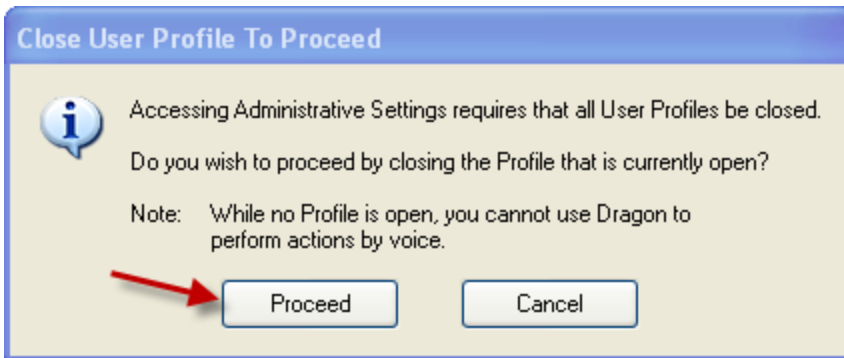 Close User Profile To Proceed
Accessing Administrative Settings requires that all User Profiles be closed.
Do you wish to proceed by closing the Profile that is currently open?
Note: While no Profile is open, you cannot use Dragon to
perform actions by voice.
Proceed Cancel